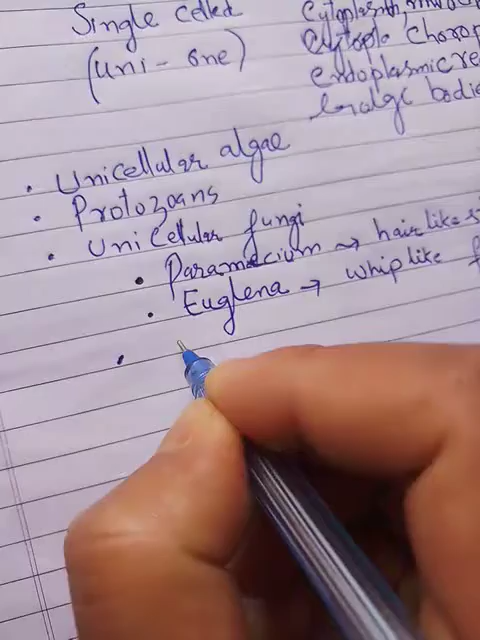 Single celled
(uni - one)
Cytoplasm,
Cytopla
endoplasmic re
bodie
• Unicellular algae
• Protozoans
• Unicellular fungi
• Paramecium → hair like s
• Euglena → whip like f
•